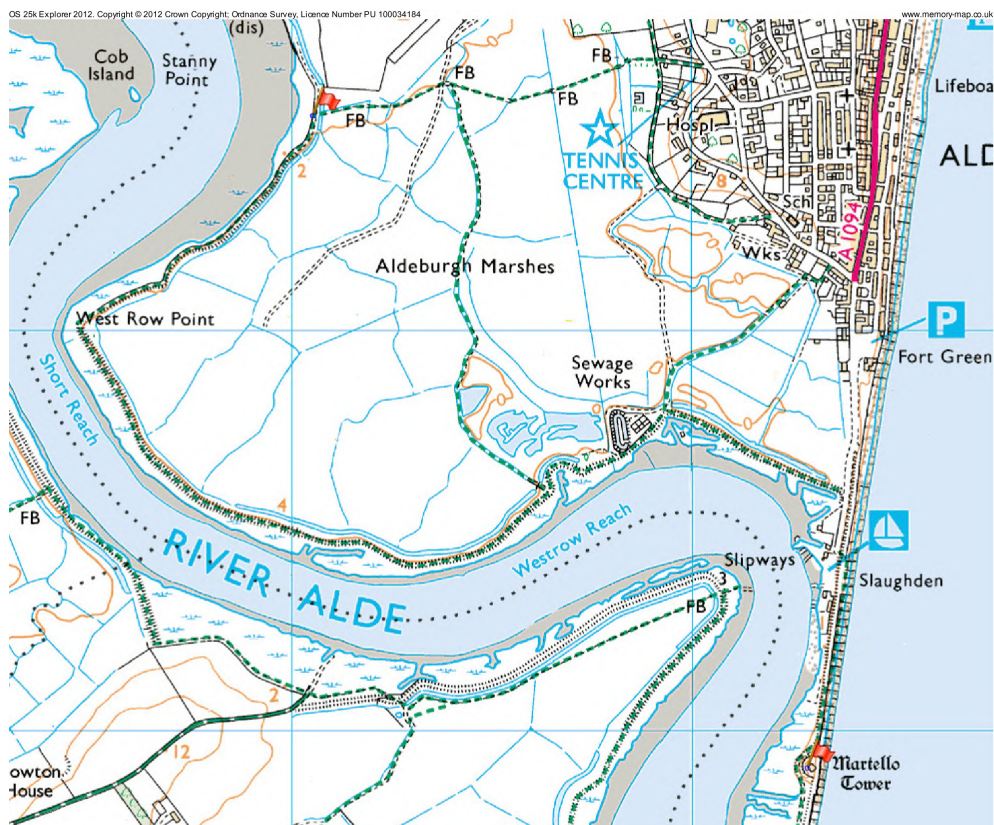 OS 25k Explorer 2012. Copyright © 2012 Crown Copyright; Ordnance Survey, Licence Number PU 100034184
www.memory-map.co.uk
(dis)
Cob
Island
Stanny
Point
FB
FB
FB
FB
Lifeboa
Hospl
TENNIS
CENTRE
ALD
2
8
Sch
A 1094
Wks
Aldeburgh Marshes
West Row Point
P
Fort Green
Short Reach
Sewage
Works
4
FB
Westrow Reach
RIVER ALDE
Slipways
Slaughden
3
FB
2
12
owton
House
Martello
Tower